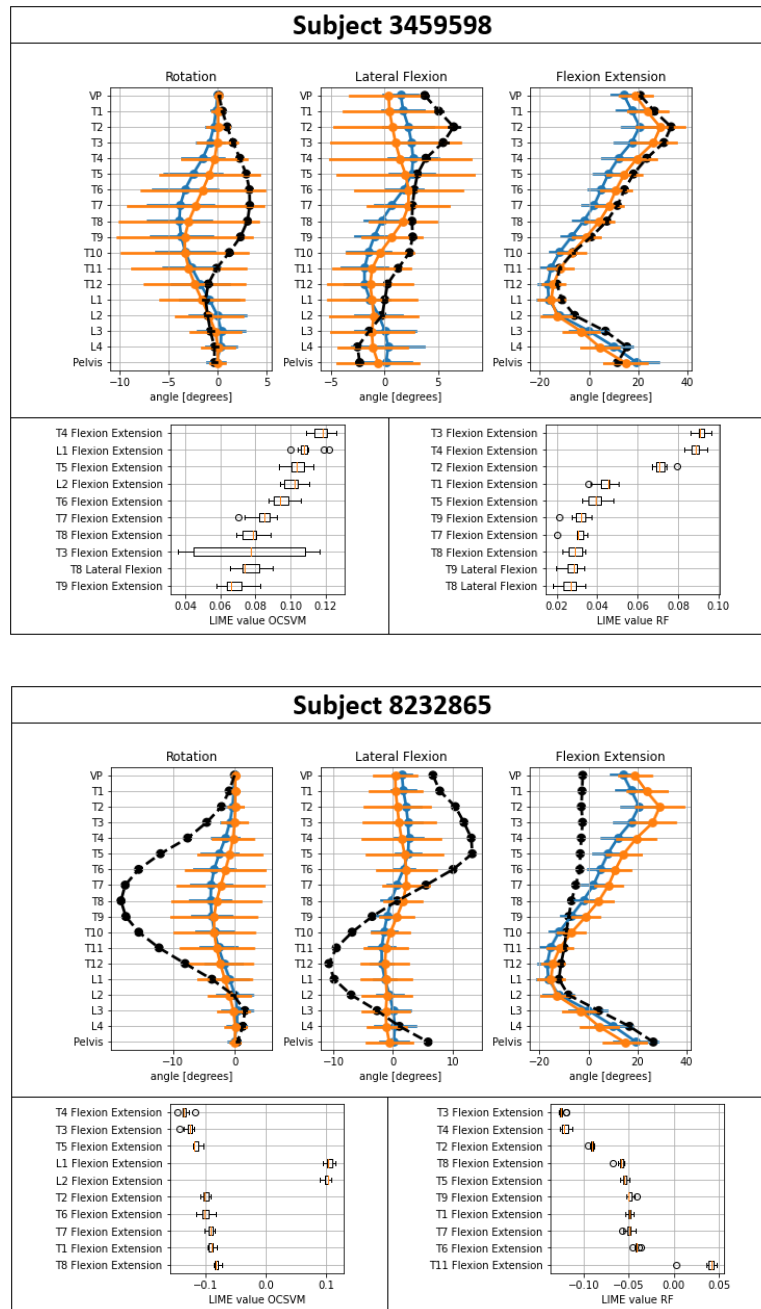 Subject 3459598
Rotation
Lateral Flexion
Flexion Extension
VP
T1
T2
T3
T4
T5
T6
T7
T8
T9
T10
T11
T12
L1
L2
L3
L4
Pelvis
−10 −5 0 5
−5 0 5
−20 0 20 40
angle [degrees]
angle [degrees]
angle [degrees]
T4 Flexion Extension
L1 Flexion Extension
T5 Flexion Extension
L2 Flexion Extension
T6 Flexion Extension
T7 Flexion Extension
T8 Flexion Extension
T3 Flexion Extension
T8 Lateral Flexion
T9 Flexion Extension
0.04 0.06 0.08 0.10 0.12
LIME value OCSVM
T3 Flexion Extension
T4 Flexion Extension
T2 Flexion Extension
T1 Flexion Extension
T5 Flexion Extension
T9 Flexion Extension
T7 Flexion Extension
T8 Flexion Extension
T9 Lateral Flexion
T8 Lateral Flexion
0.02 0.04 0.06 0.08 0.10
LIME value RF
Subject 8232865
Rotation
Lateral Flexion
Flexion Extension
VP
T1
T2
T3
T4
T5
T6
T7
T8
T9
T10
T11
T12
L1
L2
L3
L4
Pelvis
−10 0
−10 0 10
−20 0 20 40
angle [degrees]
angle [degrees]
angle [degrees]
T4 Flexion Extension
T3 Flexion Extension
T5 Flexion Extension
L1 Flexion Extension
L2 Flexion Extension
T2 Flexion Extension
T6 Flexion Extension
T7 Flexion Extension
T1 Flexion Extension
T8 Flexion Extension
−0.1 0.0 0.1
LIME value OCSVM
T3 Flexion Extension
T4 Flexion Extension
T2 Flexion Extension
T8 Flexion Extension
T5 Flexion Extension
T9 Flexion Extension
T1 Flexion Extension
T7 Flexion Extension
T6 Flexion Extension
T11 Flexion Extension
−0.10 −0.05 0.00 0.05
LIME value RF